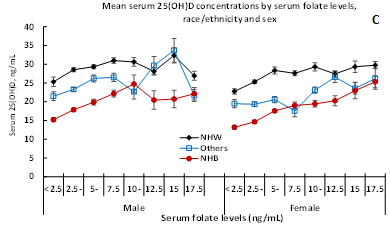 Mean serum 25(OH)D concentrations by serum folate levels,
race/ethnicity and sex
C
Serum 25(OH)D, ng/mL
40
35
30
25
20
15
10
5
0
NHW
Others
NHB
<2.5 2.5- 5- 7.5 10- 12.5 15 17.5 <2.5 2.5- 5- 7.5 10- 12.5 15 17.5
Male Female
Serum folate levels (ng/mL)